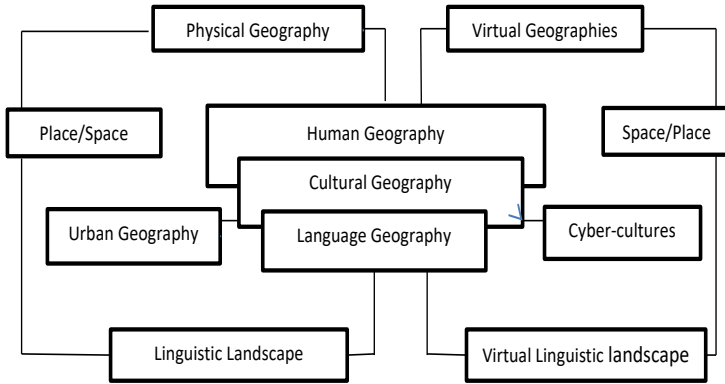 Physical Geography
Virtual Geographies
Place/Space
Human Geography
Space/Place
Cultural Geography
Urban Geography
Language Geography
Cyber-cultures
Linguistic Landscape
Virtual Linguistic landscape